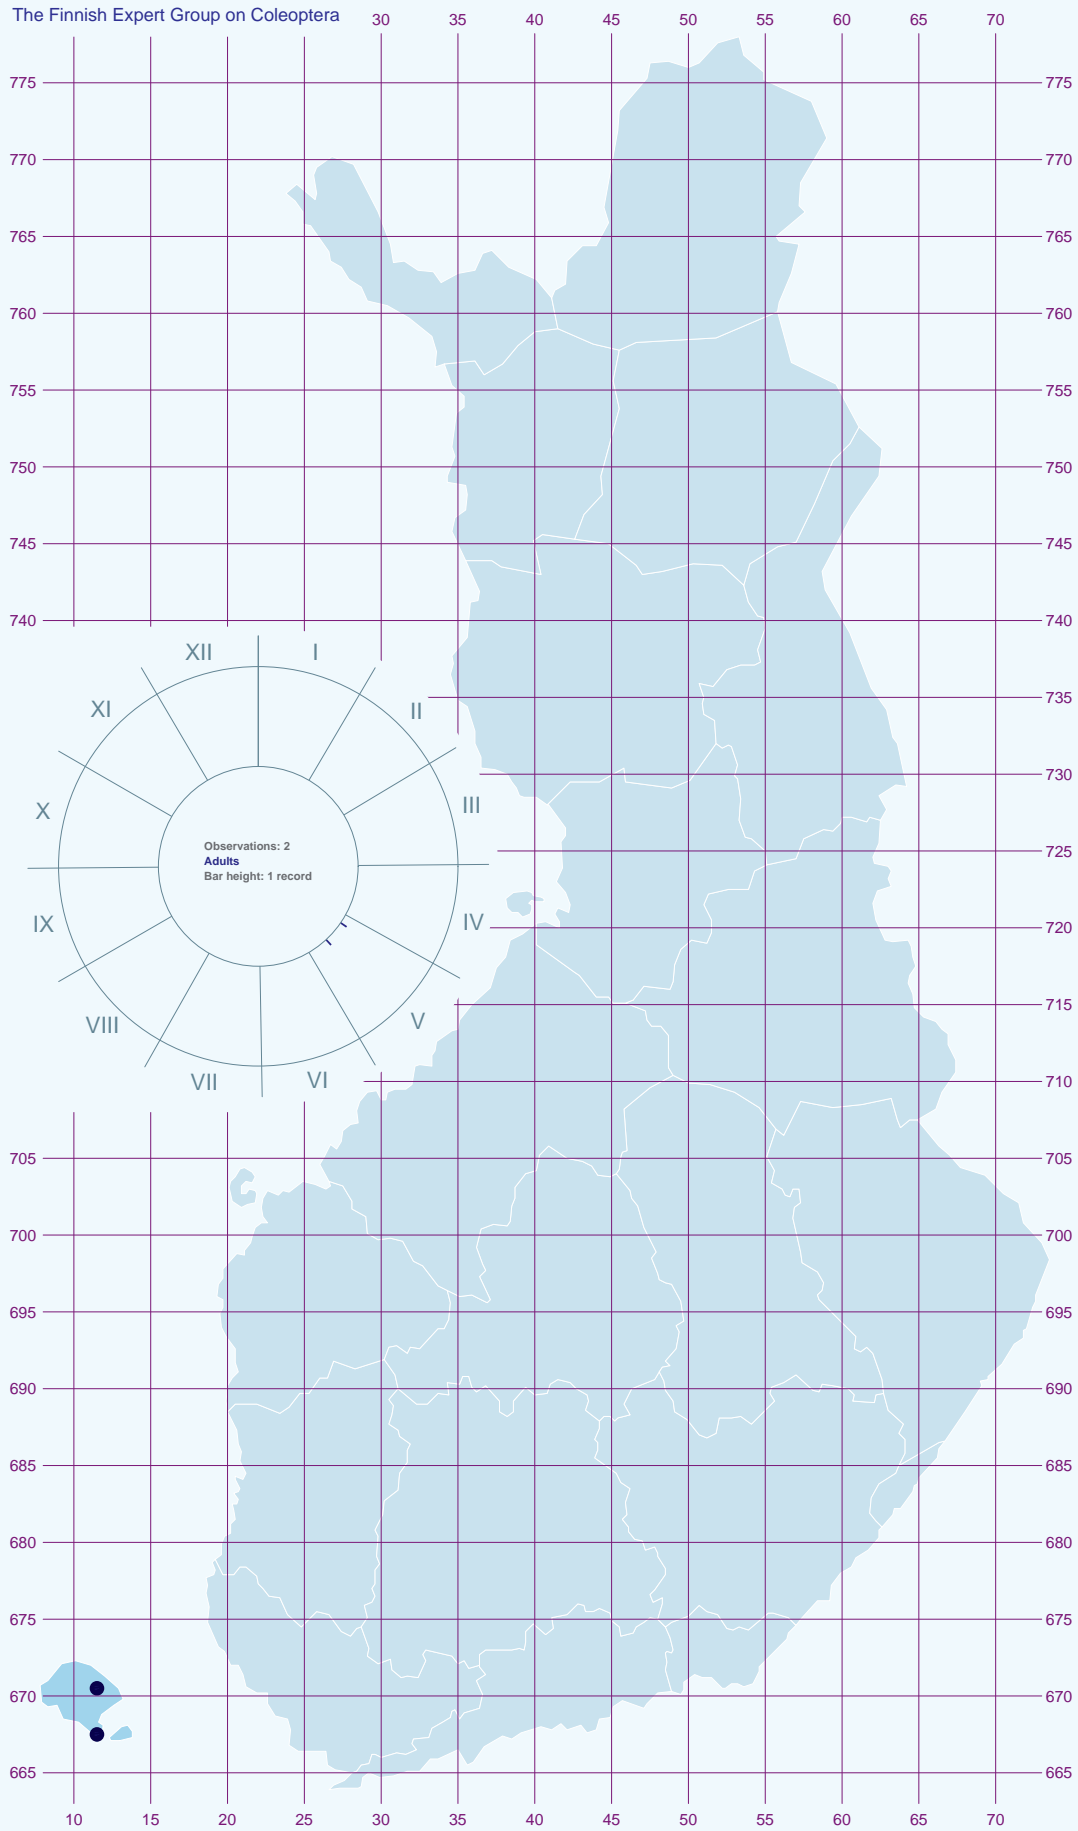 The Finnish Expert Group on Coleoptera
30 35 40 45 50 55 60 65 70
775 775
770 770
765 765
760 760
755 755
750 750
745 745
740 740
XII I
XI II
735
730
X III
725
Observations: 2
Adults
Bar height: 1 record
IX IV
720
715
VIII V
VII VI
710
705 705
700 700
695 695
690 690
685 685
680 680
675 675
670 670
665 665
10 15 20 25 30 35 40 45 50 55 60 65 70